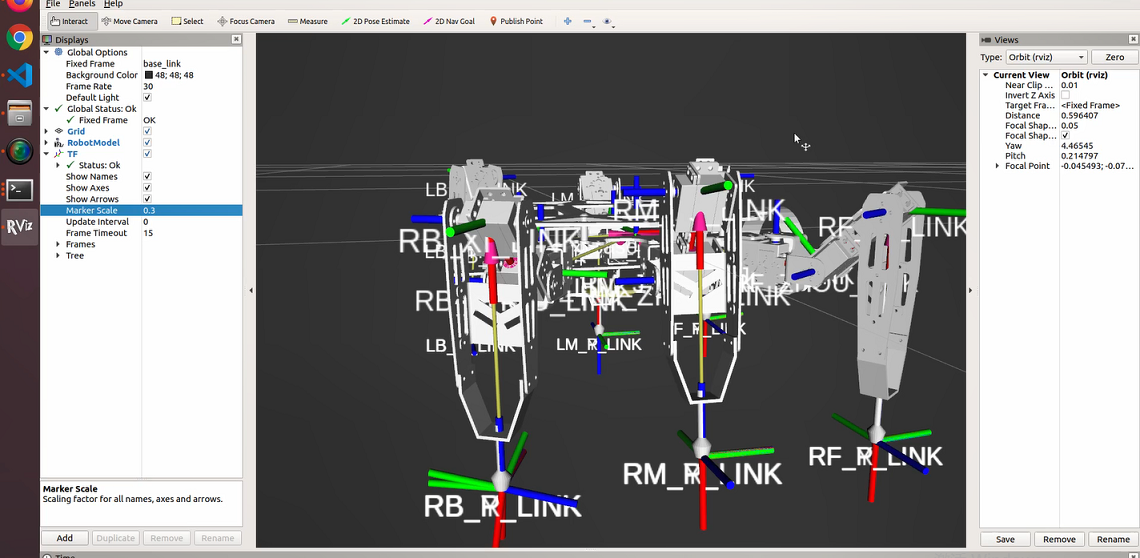 File Panels Help
Interact Move Camera Select Focus Camera Measure 2D Pose Estimate 2D Nav Goal Publish Point
Displays
Global Options
Fixed Frame base_link
Background Color 48; 48; 48
Frame Rate 30
Default Light
Global Status: Ok
Fixed Frame OK
Grid
RobotModel
TF
Status: Ok
Show Names
Show Axes
Show Arrows
Marker Scale 0.3
Update Interval 0
Frame Timeout 15
Frames
Tree
Marker Scale
Scaling factor for all names, axes and arrows.
Add Duplicate Remove Rename
Time
RViz
LINK
LM_R_LINK
RB_R_LINK
RM_R_LINK
RF_R_LINK
Views
Type: Orbit (rviz) Zero
Current View Orbit (rviz)
Near Clip ... 0.01
Invert Z Axis
Target Fra... <Fixed Frame>
Distance 0.596407
Focal Shap... 0.05
Focal Shap...
Yaw 4.46545
Pitch 0.214797
Focal Point -0.045493; -0.07...
Save Remove Rename